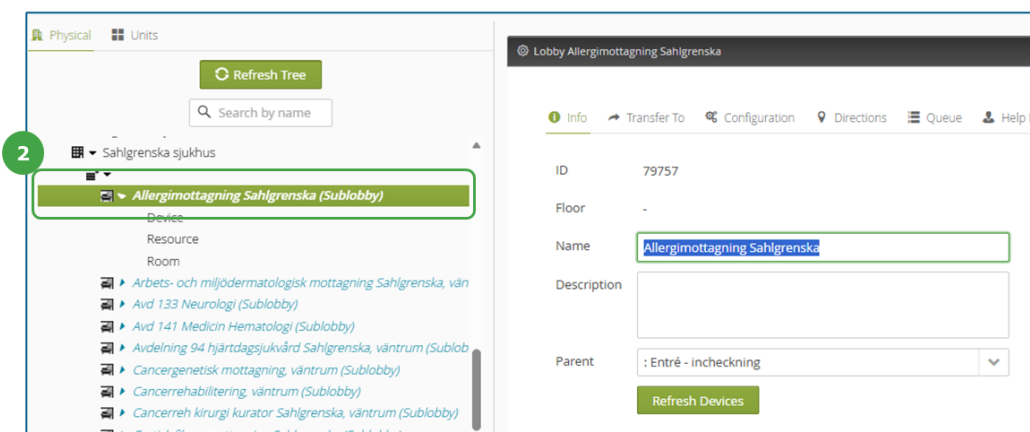 Physical
Units
Refresh Tree
Search by name
2
Sahlgrenska sjukhus
Allergimottagning Sahlgrenska (Sublobby)
Device
Resource
Room
Arbets- och miljödermatologisk mottagning Sahlgrenska, vän
Avd 133 Neurologi (Sublobby)
Avd 141 Medicin Hematologi (Sublobby)
Avdelning 94 hjärtdagsjukvård Sahlgrenska, väntrum (Sublob
Cancergenetisk mottagning, väntrum (Sublobby)
Cancerrehabilitering, väntrum (Sublobby)
Cancerreh kirurgi kurator Sahlgrenska, väntrum (Sublobby)
Lobby Allergimottagning Sahlgrenska
Info
Transfer To
Configuration
Directions
Queue
Help
ID
79757
Floor
-
Name
Allergimottagning Sahlgrenska
Description
Parent
: Entré - incheckning
Refresh Devices